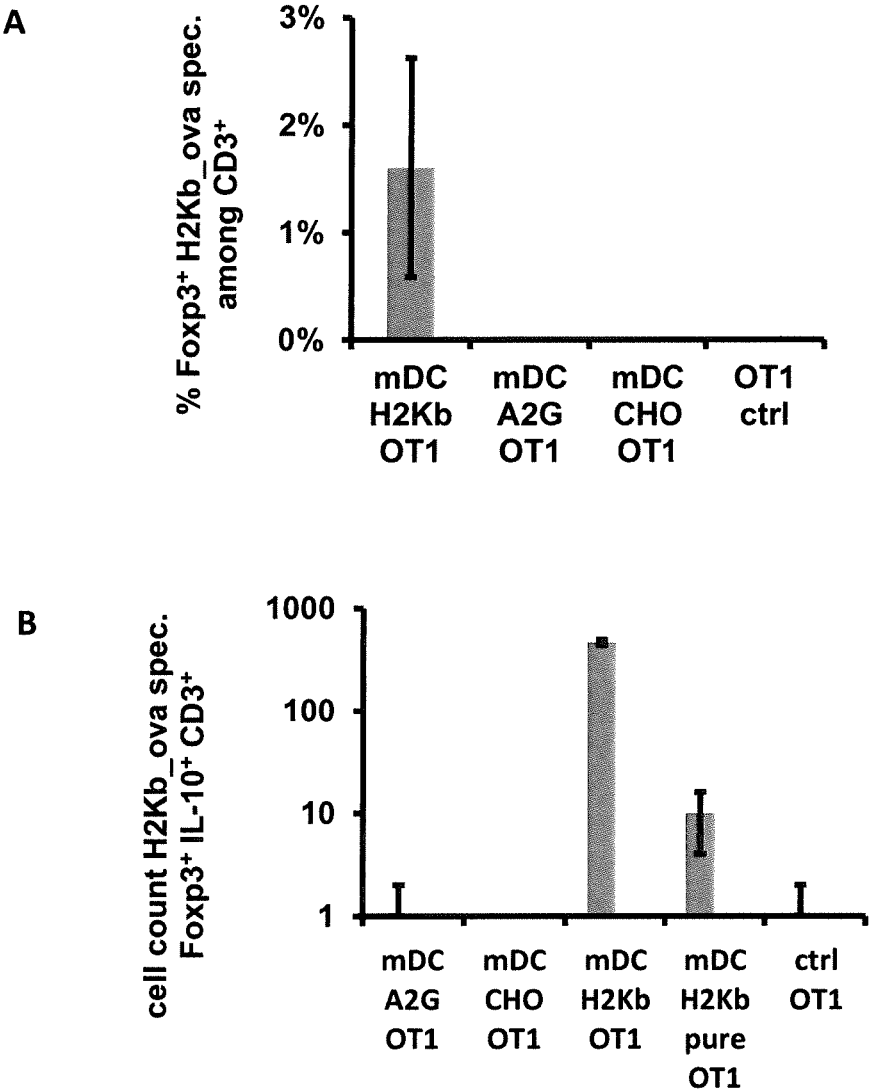 A
% Foxp3⁺ H2Kb_ova spec.
among CD3⁺
3%
2%
1%
0%
mDC
H2Kb
OT1
mDC
A2G
OT1
mDC
CHO
OT1
OT1
ctrl
B
cell count H2Kb_ova spec.
Foxp3⁺ IL-10⁺ CD3⁺
1000
100
10
1
mDC
A2G
OT1
mDC
CHO
OT1
mDC
H2Kb
OT1
mDC
H2Kb
pure
OT1
ctrl
OT1